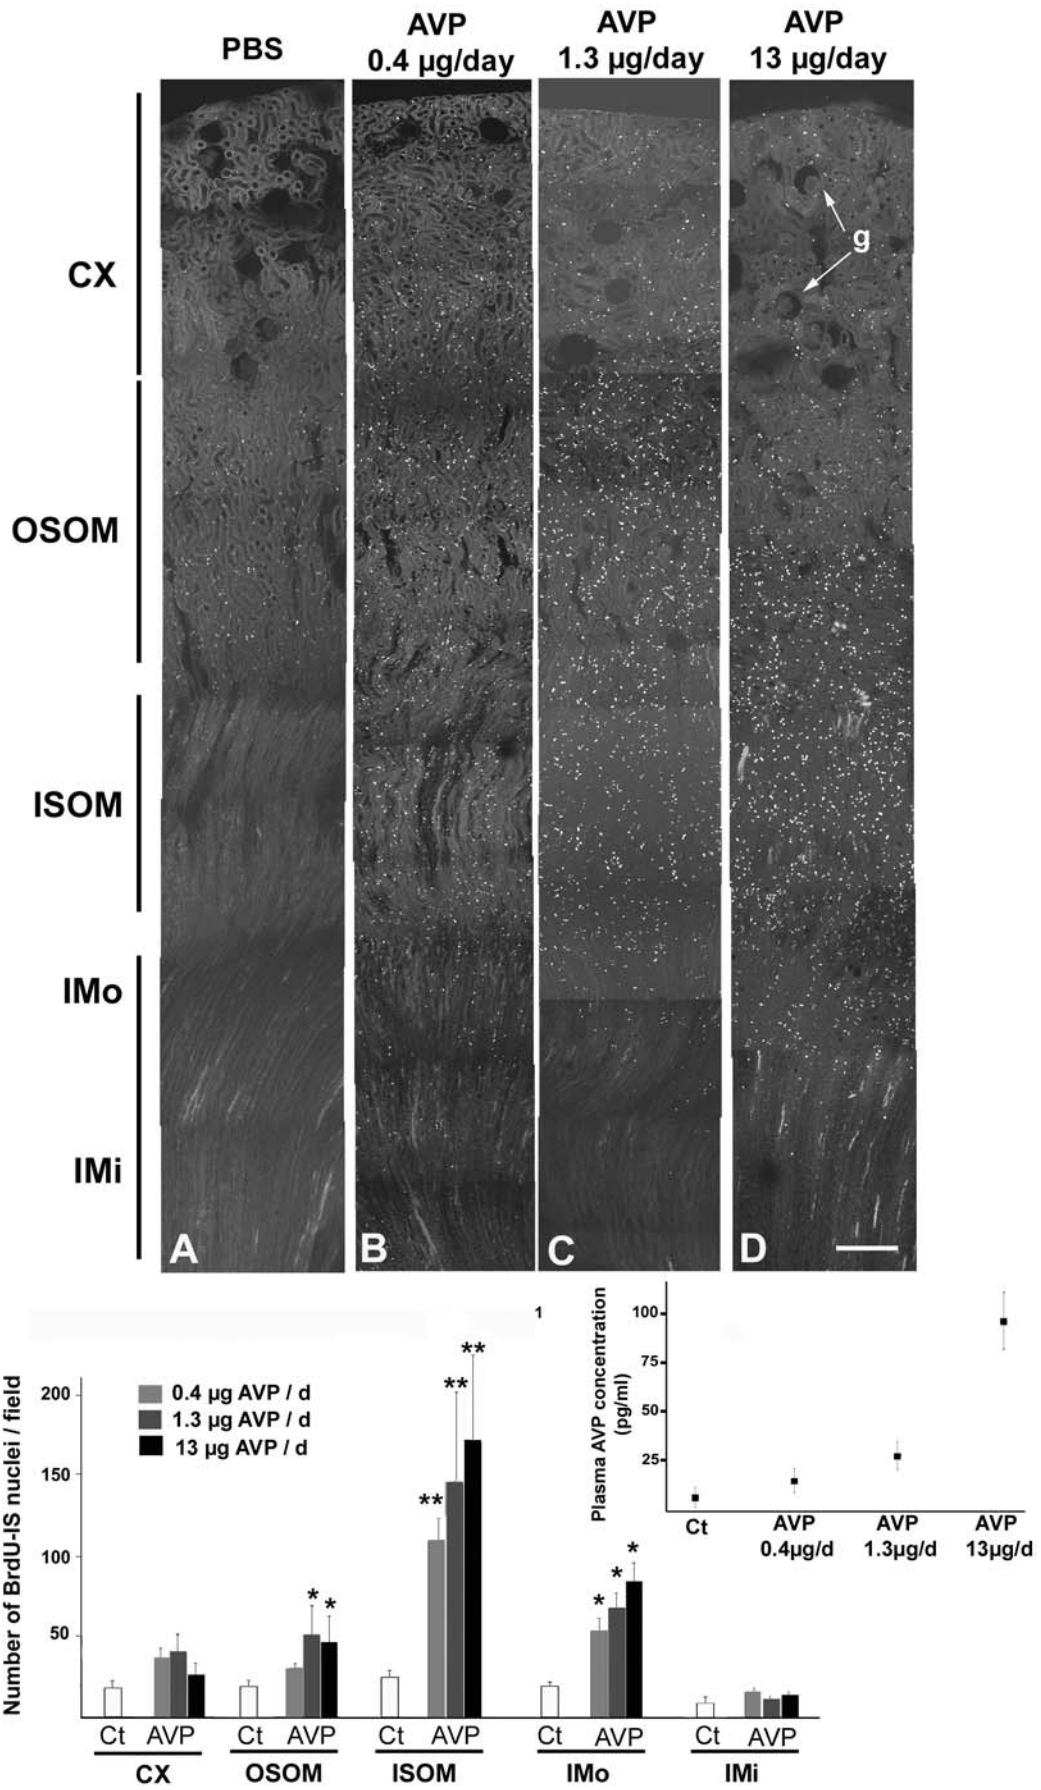 PBS
AVP
0.4 µg/day
AVP
1.3 µg/day
AVP
13 µg/day
CX
g
OSOM
ISOM
IMo
IMi
A
B
C
D
1
Number of BrdU-IS nuclei / field
200
150
100
50
0.4 µg AVP / d
1.3 µg AVP / d
13 µg AVP / d
**
**
**
*
*
*
*
*
Ct
AVP
Ct
AVP
Ct
AVP
Ct
AVP
Ct
AVP
CX
OSOM
ISOM
IMo
IMi
Plasma AVP concentration
(pg/ml)
100
75
50
25
Ct
AVP
0.4µg/d
AVP
1.3µg/d
AVP
13µg/d